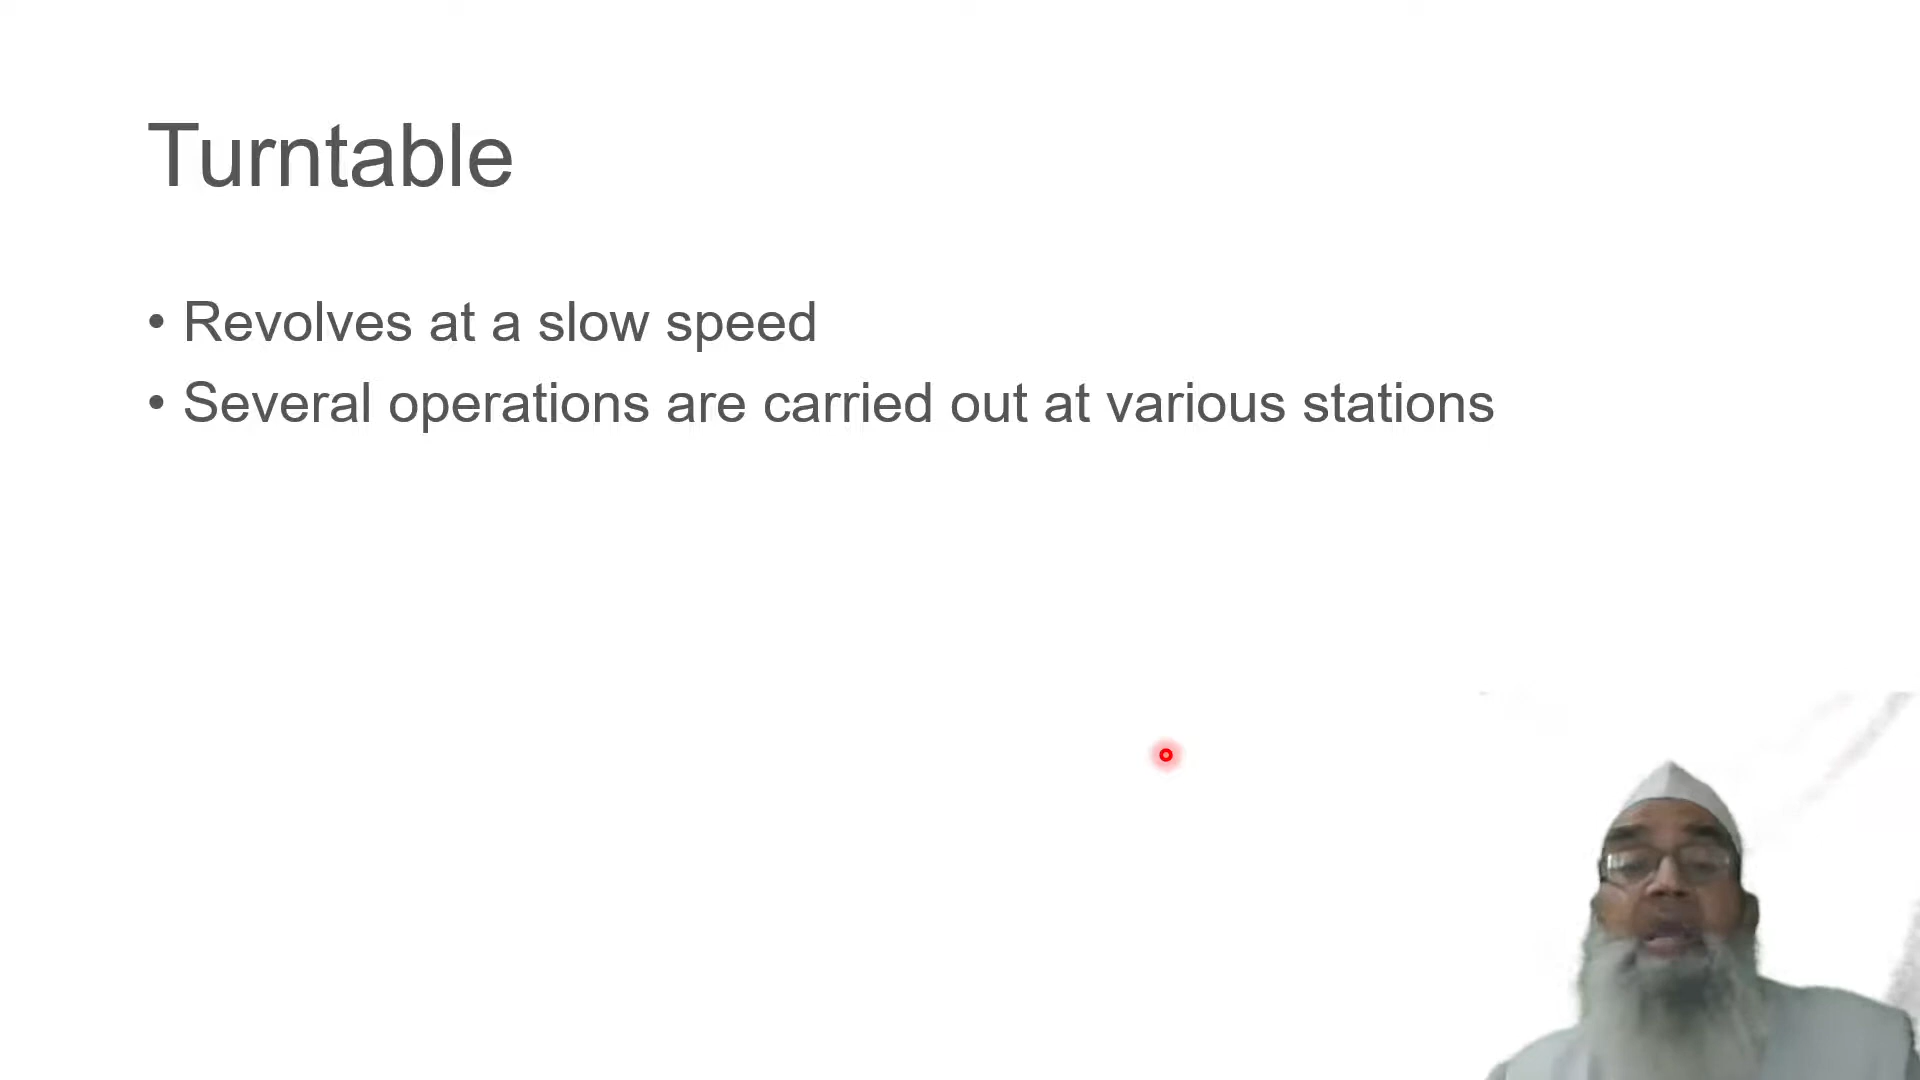 Turntable
• Revolves at a slow speed
• Several operations are carried out at various stations